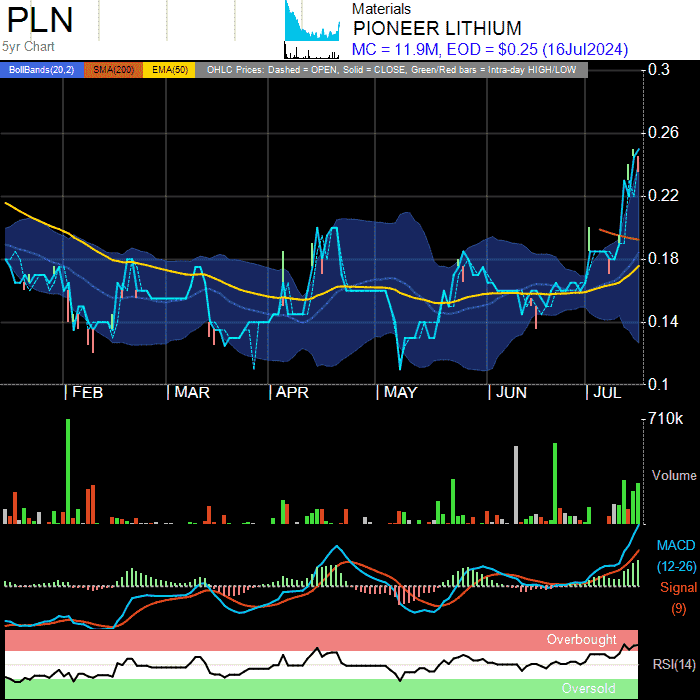 PLN
5yr Chart
Materials
PIONEER LITHIUM
MC = 11.9M, EOD = $0.25 (16Jul2024)
BollBands(20,2) SMA(200) EMA(50) OHLC Prices: Dashed = OPEN, Solid = CLOSE, Green/Red bars = Intra-day HIGH/LOW
0.3
0.26
0.22
0.18
0.14
0.1
FEB MAR APR MAY JUN JUL
710k
Volume
MACD
(12-26)
Signal
(9)
Overbought
RSI(14)
Oversold